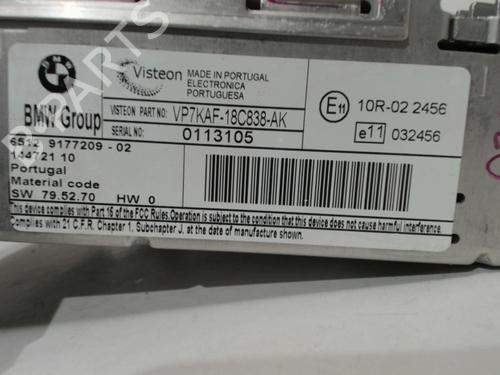 BMW
Visteon
MADE IN PORTUGAL
ELECTRONICA
PORTUGUESA
BMW Group
VISTEON PART NO: VP7KAF-18C838-AK
SERIAL NO: 0113105
E11 10R-02 2456
e11 032456
6512 9177209 - 02
Portugal
Material code
SW 79.52.70 HW 0
This device complies with Part 15 of the FCC Rules.Operation is subject to the condition that this device does not cause harmful interference.
Complies with 21 C.F.R. Chapter 1, Subchapter J, at the date of manufacture shown.
PARTS